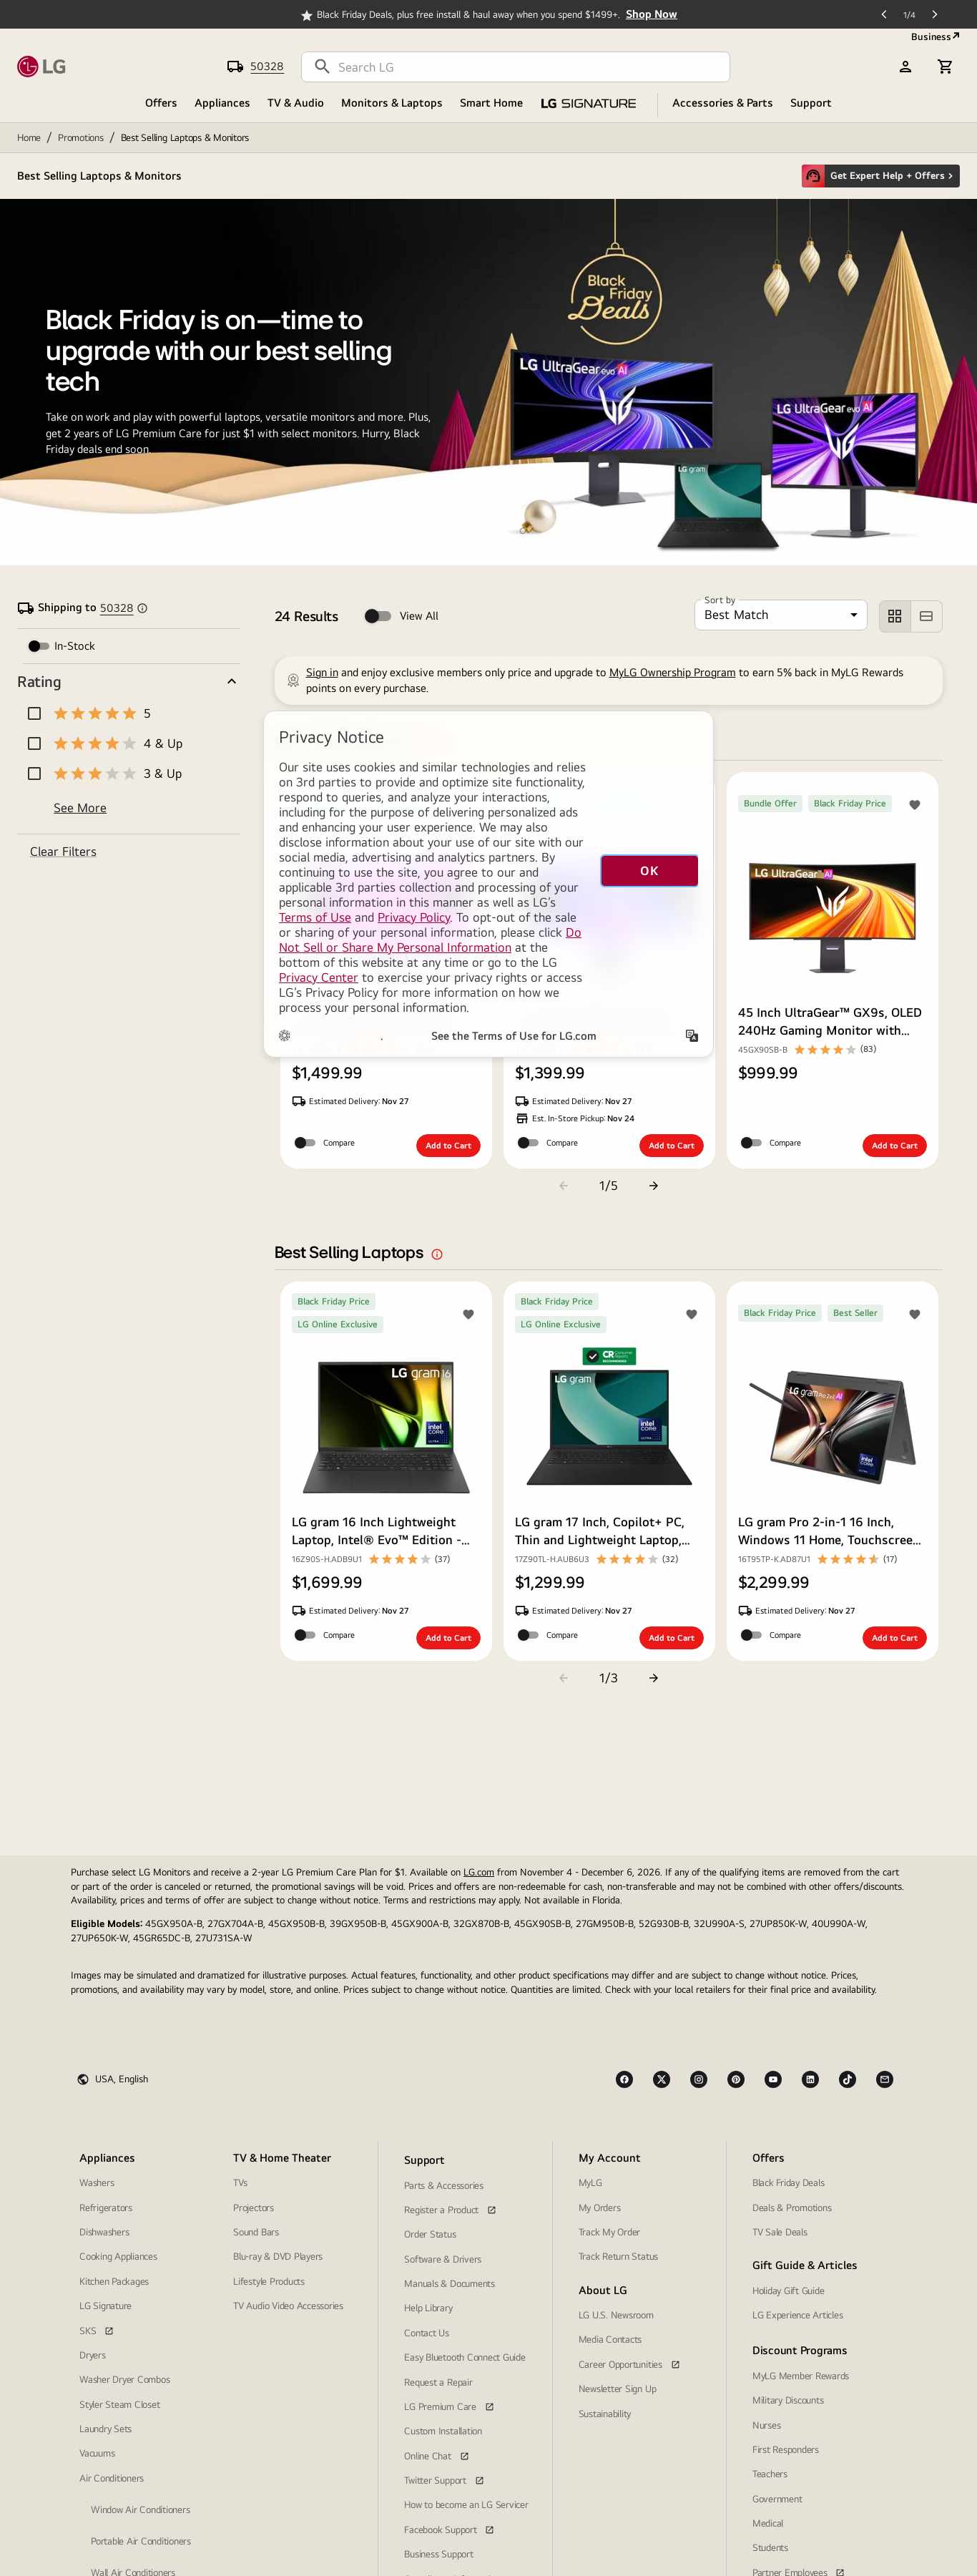 Black Friday Deals, plus free install & haul away when you spend $1499+. Shop Now
1/4
Business
LG
50328
Search LG
Offers
Appliances
TV & Audio
Monitors & Laptops
Smart Home
LG SIGNATURE
Accessories & Parts
Support
Home / Promotions / Best Selling Laptops & Monitors
Best Selling Laptops & Monitors
Get Expert Help + Offers
Black Friday Deals
Black Friday is on—time to
upgrade with our best selling
tech
Take on work and play with powerful laptops, versatile monitors and more. Plus,
get 2 years of LG Premium Care for just $1 with select monitors. Hurry, Black
Friday deals end soon.
LG UltraGear evo AI
LG UltraGear evo AI
LG gram
Shipping to 50328
24 Results
View All
Sort by
Best Match
In-Stock
Rating
5
4 & Up
3 & Up
See More
Clear Filters
Sign in and enjoy exclusive members only price and upgrade to MyLG Ownership Program to earn 5% back in MyLG Rewards
points on every purchase.
Privacy Notice
Our site uses cookies and similar technologies and relies
on 3rd parties to provide and optimize site functionality,
respond to queries, and analyze your interactions,
including for the purpose of delivering personalized ads
and enhancing your user experience. We may also
disclose information about your use of our site with our
social media, advertising and analytics partners. By
continuing to use the site, you agree to our and
applicable 3rd parties collection and processing of your
personal information in this manner as well as LG's
Terms of Use and Privacy Policy. To opt-out of the sale
or sharing of your personal information, please click Do
Not Sell or Share My Personal Information at the
bottom of this website at any time or go to the LG
Privacy Center to exercise your privacy rights or access
LG's Privacy Policy for more information on how we
process your personal information.
OK
See the Terms of Use for LG.com
Bundle Offer
Black Friday Price
LG UltraGear AI
45 Inch UltraGear™ GX9s, OLED
240Hz Gaming Monitor with...
45GX90SB-B
(83)
$1,499.99
$1,399.99
$999.99
Estimated Delivery: Nov 27
Estimated Delivery: Nov 27
Est. In-Store Pickup: Nov 24
Compare
Add to Cart
Compare
Add to Cart
Compare
Add to Cart
1/5
Best Selling Laptops
Black Friday Price
LG Online Exclusive
Black Friday Price
LG Online Exclusive
Black Friday Price
Best Seller
LG gram 16
intel CORE
CR Consumer Reports RECOMMENDED
LG gram
intel CORE
LG gram Pro 2in1 AI
intel CORE
LG gram 16 Inch Lightweight
Laptop, Intel® Evo™ Edition -...
16Z90S-H.ADB9U1
(37)
$1,699.99
Estimated Delivery: Nov 27
Compare
Add to Cart
LG gram 17 Inch, Copilot+ PC,
Thin and Lightweight Laptop,...
17Z90TL-H.AUB6U3
(32)
$1,299.99
Estimated Delivery: Nov 27
Compare
Add to Cart
LG gram Pro 2-in-1 16 Inch,
Windows 11 Home, Touchscree...
16T95TP-K.AD87U1
(17)
$2,299.99
Estimated Delivery: Nov 27
Compare
Add to Cart
1/3
Purchase select LG Monitors and receive a 2-year LG Premium Care Plan for $1. Available on LG.com from November 4 - December 6, 2026. If any of the qualifying items are removed from the cart
or part of the order is canceled or returned, the promotional savings will be void. Prices and offers are non-redeemable for cash, non-transferable and may not be combined with other offers/discounts.
Availability, prices and terms of offer are subject to change without notice. Terms and restrictions may apply. Not available in Florida.
Eligible Models: 45GX950A-B, 27GX704A-B, 45GX950B-B, 39GX950B-B, 45GX900A-B, 32GX870B-B, 45GX90SB-B, 27GM950B-B, 52G930B-B, 32U990A-S, 27UP850K-W, 40U990A-W,
27UP650K-W, 45GR65DC-B, 27U731SA-W
Images may be simulated and dramatized for illustrative purposes. Actual features, functionality, and other product specifications may differ and are subject to change without notice. Prices,
promotions, and availability may vary by model, store, and online. Prices subject to change without notice. Quantities are limited. Check with your local retailers for their final price and availability.
USA, English
Appliances
Washers
Refrigerators
Dishwashers
Cooking Appliances
Kitchen Packages
LG Signature
SKS
Dryers
Washer Dryer Combos
Styler Steam Closet
Laundry Sets
Vacuums
Air Conditioners
Window Air Conditioners
Portable Air Conditioners
Wall Air Conditioners
TV & Home Theater
TVs
Projectors
Sound Bars
Blu-ray & DVD Players
Lifestyle Products
TV Audio Video Accessories
Support
Parts & Accessories
Register a Product
Order Status
Software & Drivers
Manuals & Documents
Help Library
Contact Us
Easy Bluetooth Connect Guide
Request a Repair
LG Premium Care
Custom Installation
Online Chat
Twitter Support
How to become an LG Servicer
Facebook Support
Business Support
My Account
MyLG
My Orders
Track My Order
Track Return Status
About LG
LG U.S. Newsroom
Media Contacts
Career Opportunities
Newsletter Sign Up
Sustainability
Offers
Black Friday Deals
Deals & Promotions
TV Sale Deals
Gift Guide & Articles
Holiday Gift Guide
LG Experience Articles
Discount Programs
MyLG Member Rewards
Military Discounts
Nurses
First Responders
Teachers
Government
Medical
Students
Partner Employees